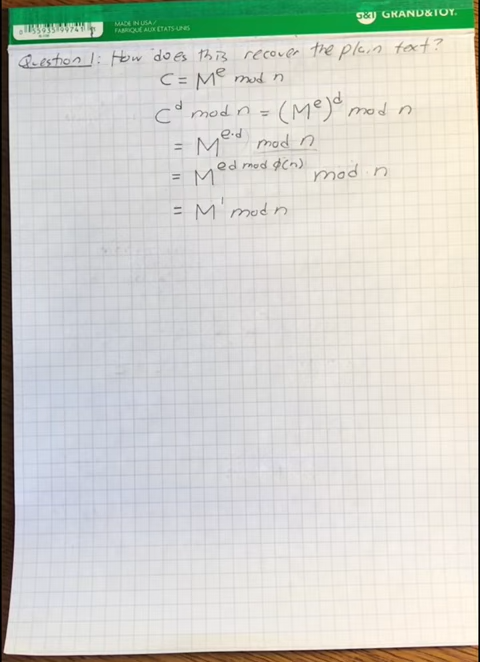 MADE IN USA /
FABRIQUÉ AUX ÉTATS-UNIS
G&T GRAND&TOY.
Question 1: How does this recover the plain text?
C = M^e mod n
C^d mod n = (M^e)^d mod n
= M^e·d mod n
= M^ed mod φ(n) mod n
= M^1 mod n